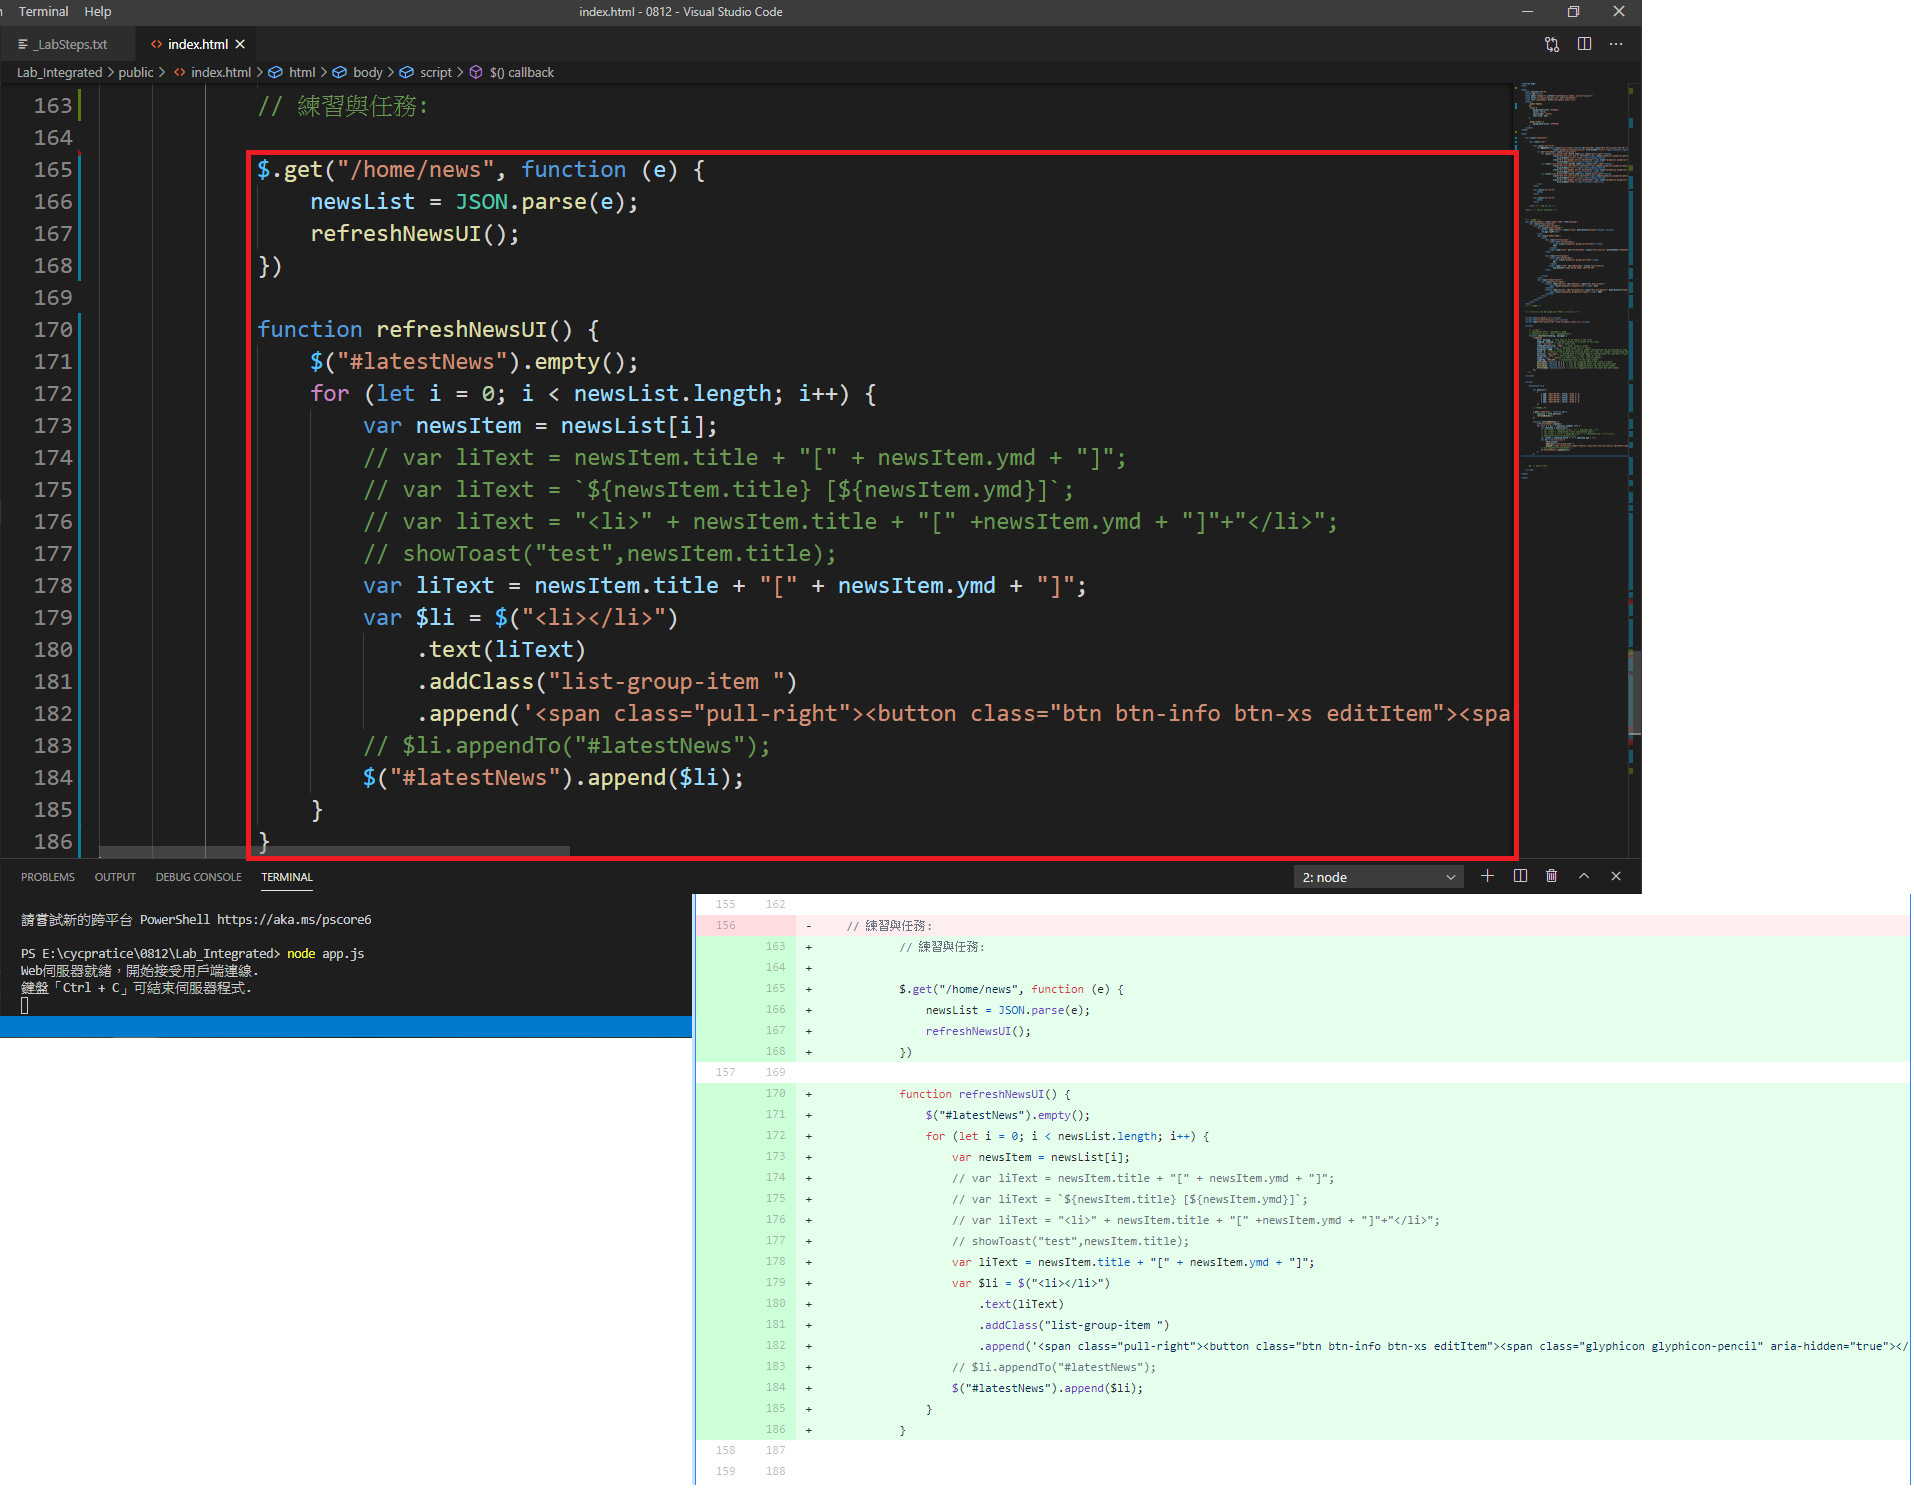 Terminal Help index.html - 0812 - Visual Studio Code
_LabSteps.txt index.html
Lab_Integrated > public > index.html > html > body > script > $() callback
163 // 練習與任務:
164
165 $.get("/home/news", function (e) {
166 newsList = JSON.parse(e);
167 refreshNewsUI();
168 })
169
170 function refreshNewsUI() {
171 $("#latestNews").empty();
172 for (let i = 0; i < newsList.length; i++) {
173 var newsItem = newsList[i];
174 // var liText = newsItem.title + "[" + newsItem.ymd + "]";
175 // var liText = `${newsItem.title} [${newsItem.ymd}]`;
176 // var liText = "<li>" + newsItem.title + "[" +newsItem.ymd + "]"+"</li>";
177 // showToast("test",newsItem.title);
178 var liText = newsItem.title + "[" + newsItem.ymd + "]";
179 var $li = $("<li></li>")
180 .text(liText)
181 .addClass("list-group-item ")
182 .append('<span class="pull-right"><button class="btn btn-info btn-xs editItem"><spa
183 // $li.appendTo("#latestNews");
184 $("#latestNews").append($li);
185 }
186 }
PROBLEMS OUTPUT DEBUG CONSOLE TERMINAL 2: node
請嘗試新的跨平台 PowerShell https://aka.ms/pscore6
PS E:\cycpratice\0812\Lab_Integrated> node app.js
Web伺服器就緒，開始接受用戶端連線.
鍵盤「Ctrl + C」可結束伺服器程式.
155 162
156 - // 練習與任務:
163 + // 練習與任務:
164 +
165 + $.get("/home/news", function (e) {
166 + newsList = JSON.parse(e);
167 + refreshNewsUI();
168 + })
157 169
170 + function refreshNewsUI() {
171 + $("#latestNews").empty();
172 + for (let i = 0; i < newsList.length; i++) {
173 + var newsItem = newsList[i];
174 + // var liText = newsItem.title + "[" + newsItem.ymd + "]";
175 + // var liText = `${newsItem.title} [${newsItem.ymd}]`;
176 + // var liText = "<li>" + newsItem.title + "[" +newsItem.ymd + "]"+"</li>";
177 + // showToast("test",newsItem.title);
178 + var liText = newsItem.title + "[" + newsItem.ymd + "]";
179 + var $li = $("<li></li>")
180 + .text(liText)
181 + .addClass("list-group-item ")
182 + .append('<span class="pull-right"><button class="btn btn-info btn-xs editItem"><span class="glyphicon glyphicon-pencil" aria-hidden="true"></
183 + // $li.appendTo("#latestNews");
184 + $("#latestNews").append($li);
185 + }
186 + }
158 187
159 188